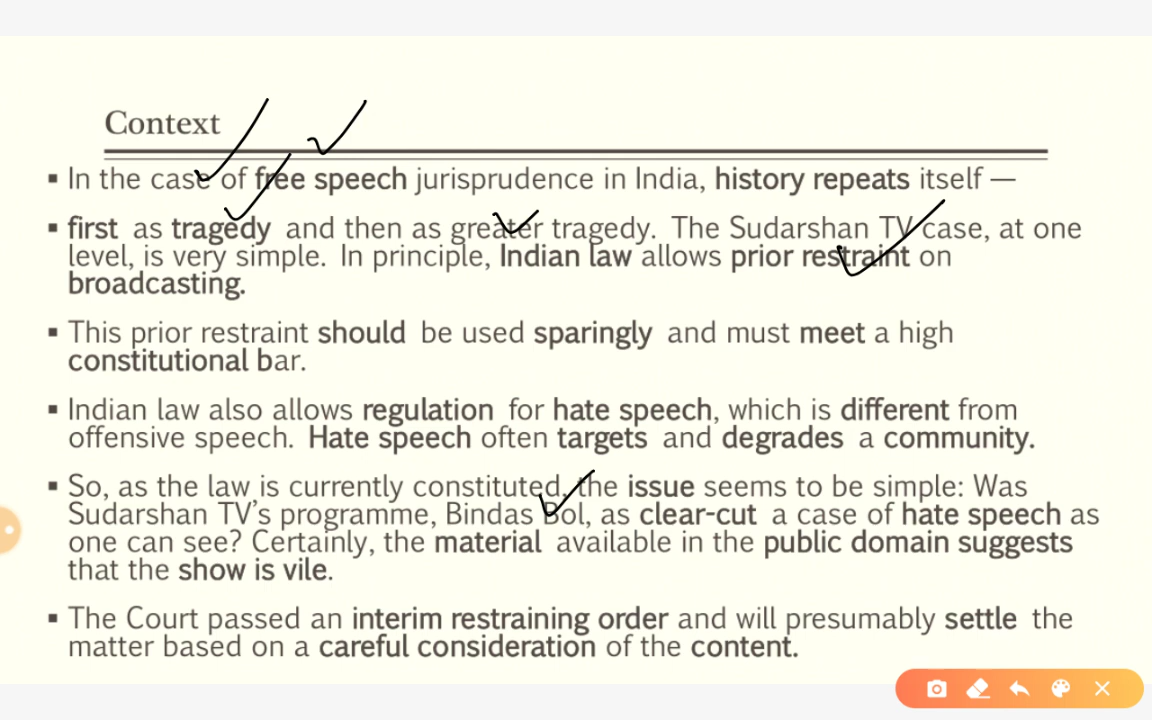 Context
▪ In the case of free speech jurisprudence in India, history repeats itself —
▪ first as tragedy and then as greater tragedy. The Sudarshan TV case, at one
level, is very simple. In principle, Indian law allows prior restraint on
broadcasting.
▪ This prior restraint should be used sparingly and must meet a high
constitutional bar.
▪ Indian law also allows regulation for hate speech, which is different from
offensive speech. Hate speech often targets and degrades a community.
▪ So, as the law is currently constituted, the issue seems to be simple: Was
Sudarshan TV’s programme, Bindas Bol, as clear-cut a case of hate speech as
one can see? Certainly, the material available in the public domain suggests
that the show is vile.
▪ The Court passed an interim restraining order and will presumably settle the
matter based on a careful consideration of the content.